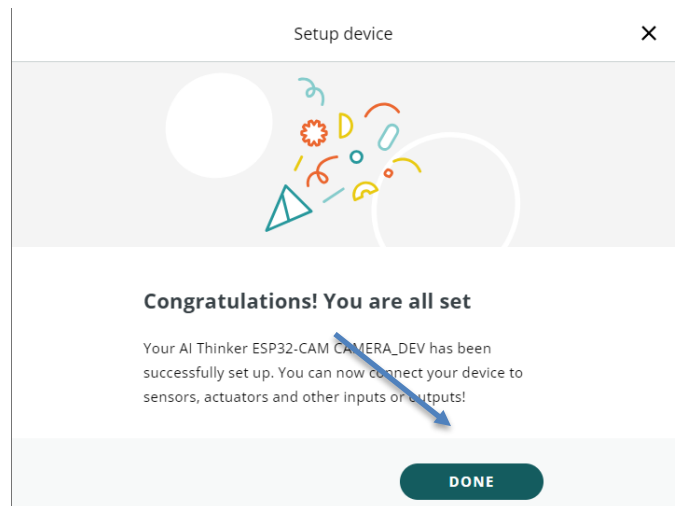 Setup device
Congratulations! You are all set
Your AI Thinker ESP32-CAM CAMERA_DEV has been
successfully set up. You can now connect your device to
sensors, actuators and other inputs or outputs!
DONE